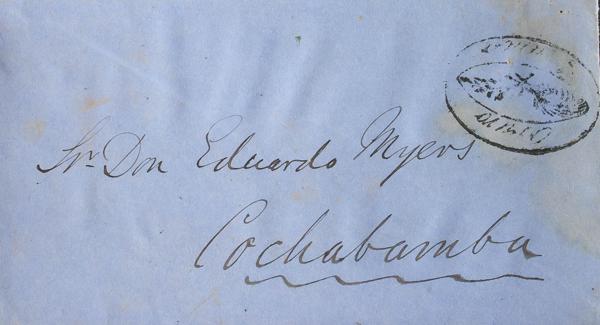 Sr. Don Eduardo Myers
Cochabamba